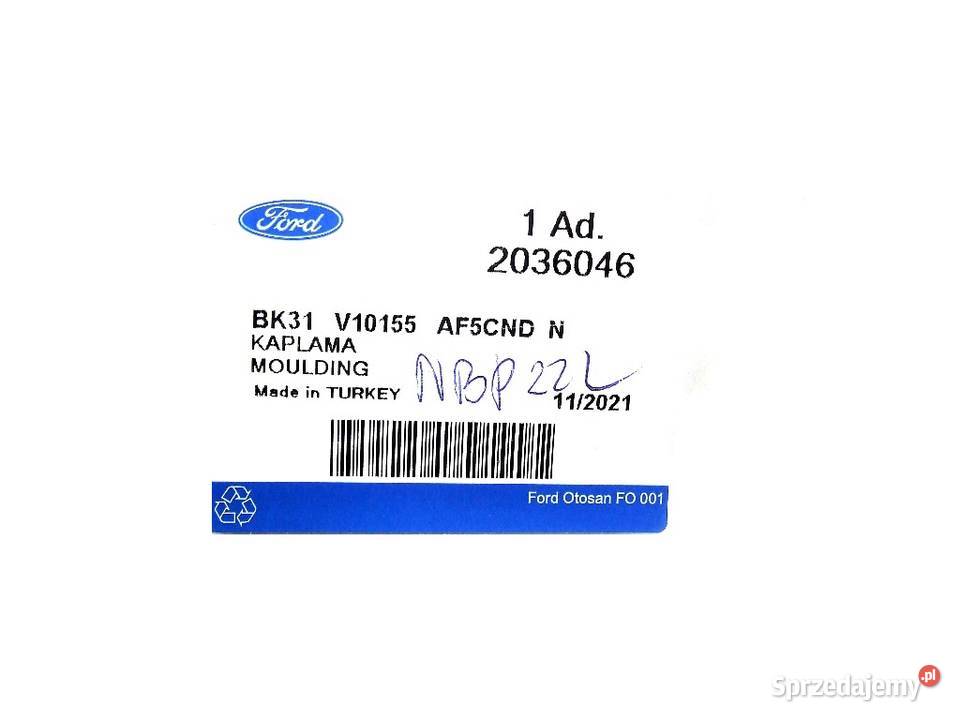 Ford
1 Ad.
2036046
BK31 V10155 AF5CND N
KAPLAMA
MOULDING
NBP22L
Made in TURKEY
11/2021
Ford Otosan FO 001
Sprzedajemy.pl